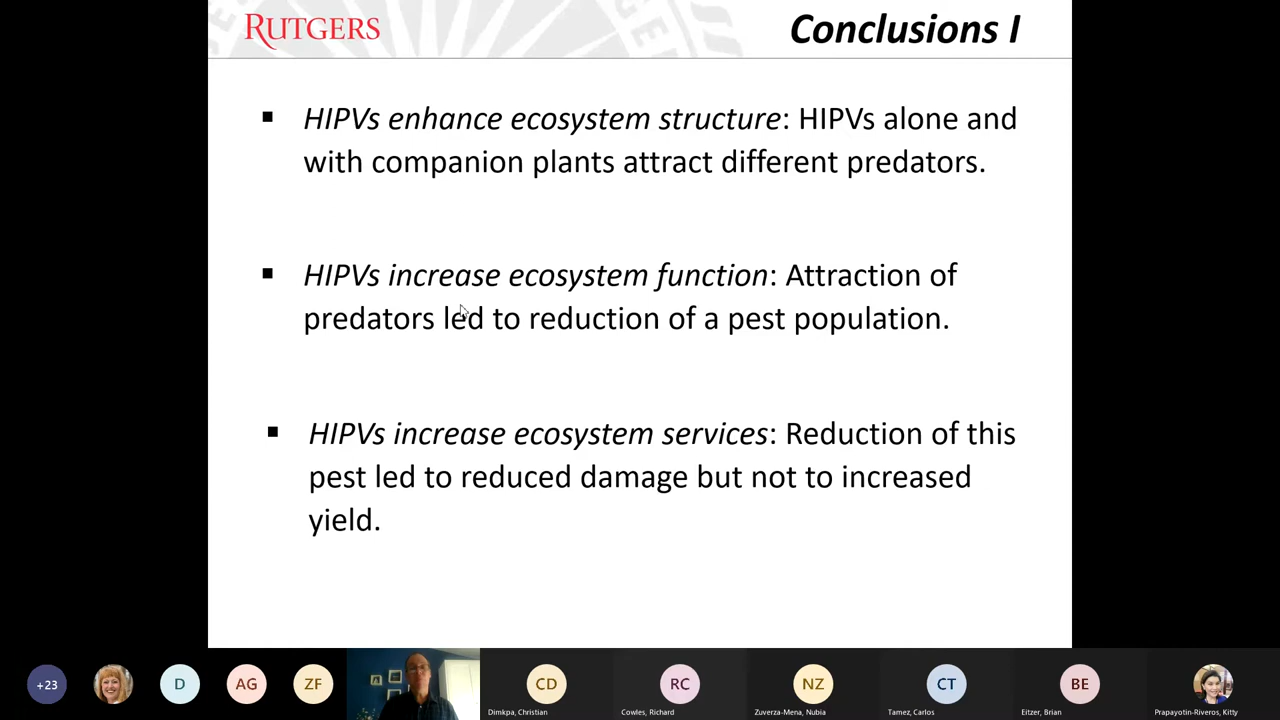 RUTGERS
Conclusions I
▪ HIPVs enhance ecosystem structure: HIPVs alone and
with companion plants attract different predators.
▪ HIPVs increase ecosystem function: Attraction of
predators led to reduction of a pest population.
▪ HIPVs increase ecosystem services: Reduction of this
pest led to reduced damage but not to increased
yield.
+23
D
AG
ZF
CD
RC
NZ
CT
BE
Dimkpa, Christian
Cowles, Richard
Zuverza-Mena, Nubia
Tamez, Carlos
Eitzer, Brian
Prapayotin-Riveros, Kitty